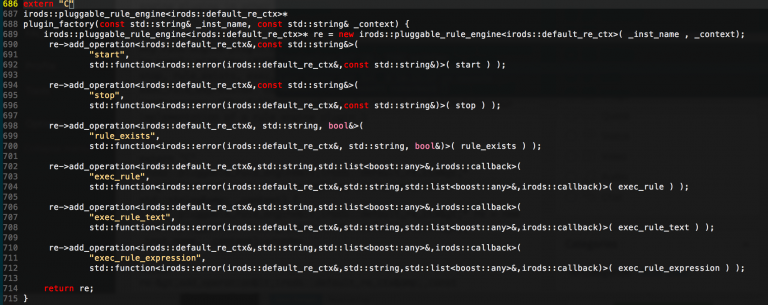 686 extern "C"
687 irods::pluggable_rule_engine<irods::default_re_ctx>*
688 plugin_factory(const std::string& _inst_name, const std::string& _context) {
689     irods::pluggable_rule_engine<irods::default_re_ctx>* re = new irods::pluggable_rule_engine<irods::default_re_ctx>( _inst_name , _context);
690      re->add_operation<irods::default_re_ctx&,const std::string&>(
691             "start",
692             std::function<irods::error(irods::default_re_ctx&,const std::string&)>( start ) );
693
694      re->add_operation<irods::default_re_ctx&,const std::string&>(
695             "stop",
696             std::function<irods::error(irods::default_re_ctx&,const std::string&)>( stop ) );
697
698      re->add_operation<irods::default_re_ctx&, std::string, bool&>(
699             "rule_exists",
700             std::function<irods::error(irods::default_re_ctx&, std::string, bool&)>( rule_exists ) );
701
702      re->add_operation<irods::default_re_ctx&,std::string,std::list<boost::any>&,irods::callback>(
703             "exec_rule",
704             std::function<irods::error(irods::default_re_ctx&,std::string,std::list<boost::any>&,irods::callback)>( exec_rule ) );
705
706      re->add_operation<irods::default_re_ctx&,std::string,std::list<boost::any>&,irods::callback>(
707             "exec_rule_text",
708             std::function<irods::error(irods::default_re_ctx&,std::string,std::list<boost::any>&,irods::callback)>( exec_rule_text ) );
709
710      re->add_operation<irods::default_re_ctx&,std::string,std::list<boost::any>&,irods::callback>(
711             "exec_rule_expression",
712             std::function<irods::error(irods::default_re_ctx&,std::string,std::list<boost::any>&,irods::callback)>( exec_rule_expression ) );
713
714     return re;
715 }